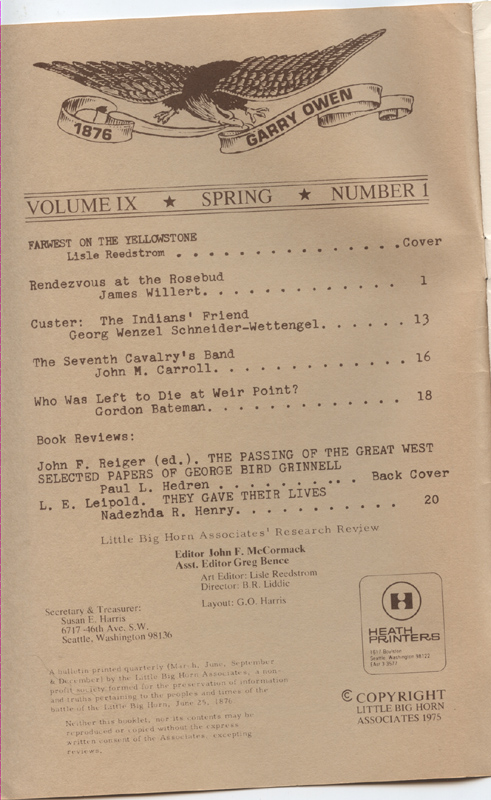 1876
GARRY OWEN
VOLUME IX ★ SPRING ★ NUMBER 1
FARWEST ON THE YELLOWSTONE
Lisle Reedstrom . . . . . . . . . . . . . . . Cover
Rendezvous at the Rosebud
James Willert. . . . . . . . . . . . . 1
Custer: The Indians' Friend
Georg Wenzel Schneider-Wettengel. . . . . . 13
The Seventh Cavalry's Band
John M. Carroll. . . . . . . . . . . . . 16
Who Was Left to Die at Weir Point?
Gordon Bateman. . . . . . . . . . . . . 18
Book Reviews:
John F. Reiger (ed.). THE PASSING OF THE GREAT WEST
SELECTED PAPERS OF GEORGE BIRD GRINNELL
Paul L. Hedren . . . . . . . . . . Back Cover
L. E. Leipold. THEY GAVE THEIR LIVES
Nadezhda R. Henry. . . . . . . . . . . . 20
Little Big Horn Associates' Research Review
Editor John F. McCormack
Asst. Editor Greg Bence
Art Editor: Lisle Reedstrom
Director: B.R. Liddic
Layout: G.O. Harris
Secretary & Treasurer:
Susan E. Harris
6717-46th Ave. S.W.
Seattle, Washington 98136
H
HEATH
PRINTERS
Seattle, Washington 98122
A bulletin printed quarterly (March, June, September
& December) by the Little Big Horn Associates, a non-
profit society formed for the preservation of information
and truths pertaining to the peoples and times of the
battle of the Little Big Horn, June 25, 1876.
Neither this booklet, nor its contents may be
reproduced or copied without the express
written consent of the Associates, excepting
reviews.
© COPYRIGHT
LITTLE BIG HORN
ASSOCIATES 1975